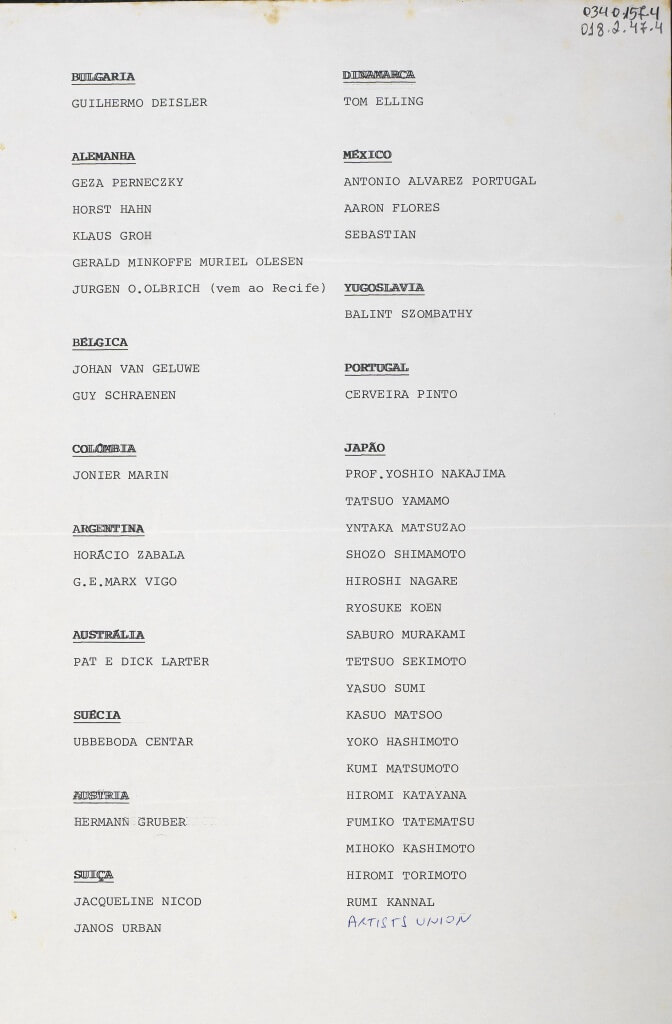 034.0.157-4
018.2.47.4
BULGARIA
GUILHERMO DEISLER
ALEMANHA
GEZA PERNECZKY
HORST HAHN
KLAUS GROH
GERALD MINKOFFE MURIEL OLESEN
JURGEN O.OLBRICH (vem ao Recife)
BÉLGICA
JOHAN VAN GELUWE
GUY SCHRAENEN
COLÔMBIA
JONIER MARIN
ARGENTINA
HORÁCIO ZABALA
G.E.MARX VIGO
AUSTRÁLIA
PAT E DICK LARTER
SUÉCIA
UBBEBODA CENTAR
AUSTRIA
HERMANN GRUBER
SUIÇA
JACQUELINE NICOD
JANOS URBAN
DINAMARCA
TOM ELLING
MÉXICO
ANTONIO ALVAREZ PORTUGAL
AARON FLORES
SEBASTIAN
YUGOSLAVIA
BALINT SZOMBATHY
PORTUGAL
CERVEIRA PINTO
JAPÃO
PROF.YOSHIO NAKAJIMA
TATSUO YAMAMO
YNTAKA MATSUZAO
SHOZO SHIMAMOTO
HIROSHI NAGARE
RYOSUKE KOEN
SABURO MURAKAMI
TETSUO SEKIMOTO
YASUO SUMI
KASUO MATSOO
YOKO HASHIMOTO
KUMI MATSUMOTO
HIROMI KATAYANA
FUMIKO TATEMATSU
MIHOKO KASHIMOTO
HIROMI TORIMOTO
RUMI KANNAL
ARTISTS UNION